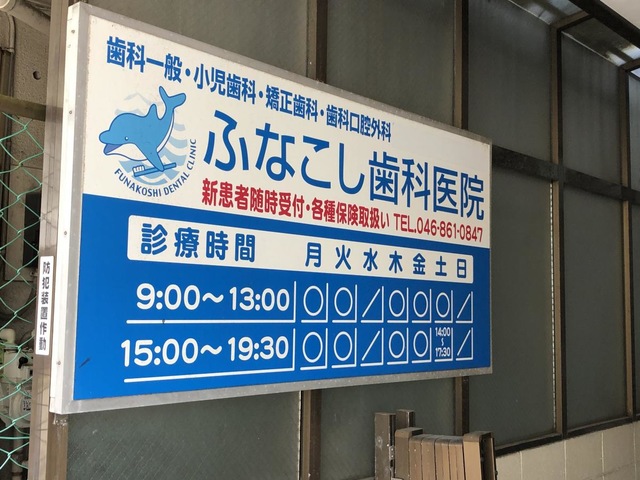 歯科一般・小児歯科・矯正歯科・歯科口腔外科
FUNAKOSHI DENTAL CLINIC
ふなこし歯科医院
新患者随時受付・各種保険取扱い TEL.046-861-0847
診療時間 月 火 水 木 金 土 日
9:00〜13:00 ○ ○ ／ ○ ○ ○ ／
15:00〜19:30 ○ ○ ／ ○ ○ 14:00〜17:30 ／
防犯装置作動